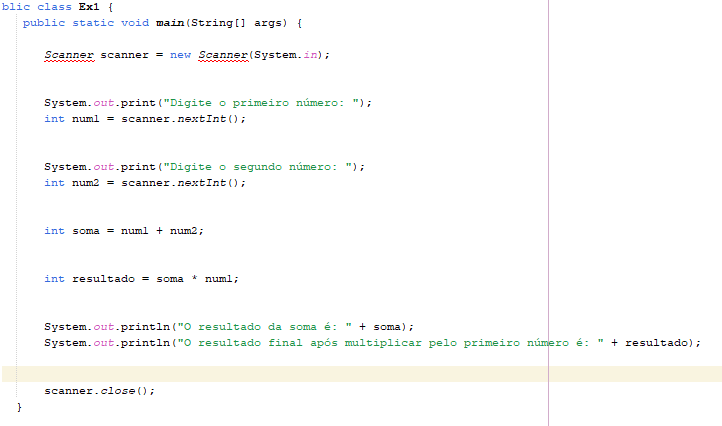 blic class Ex1 {
public static void main(String[] args) {
Scanner scanner = new Scanner(System.in);
System.out.print("Digite o primeiro número: ");
int num1 = scanner.nextInt();
System.out.print("Digite o segundo número: ");
int num2 = scanner.nextInt();
int soma = num1 + num2;
int resultado = soma * num1;
System.out.println("O resultado da soma é: " + soma);
System.out.println("O resultado final após multiplicar pelo primeiro número é: " + resultado);
scanner.close();
}